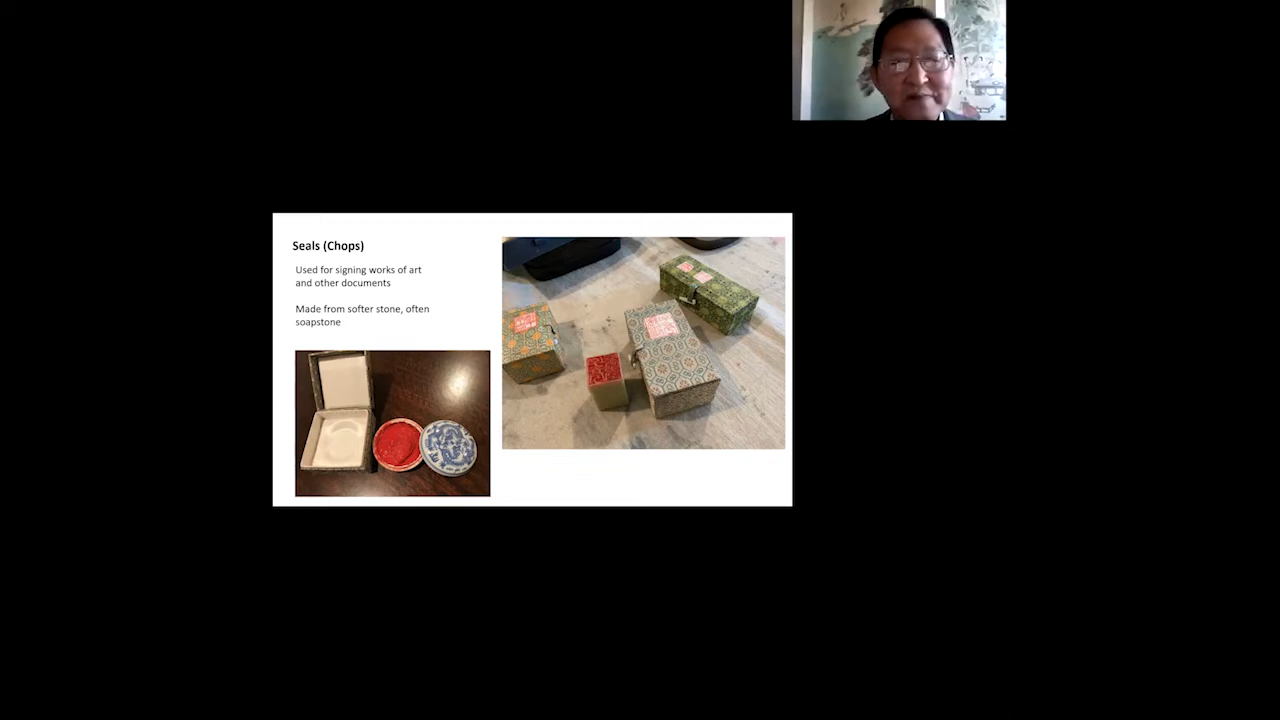 Seals (Chops)
Used for signing works of art
and other documents
Made from softer stone, often
soapstone